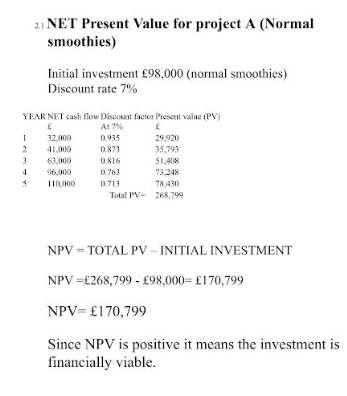 2.1 NET Present Value for project A (Normal
smoothies)
Initial investment £98,000 (normal smoothies)
Discount rate 7%
YEAR NET cash flow Discount factor Present value (PV)
£ At 7% £
1 32,000 0.935 29,920
2 41,000 0.873 35,793
3 63,000 0.816 51,408
4 96,000 0.763 73,248
5 110,000 0.713 78,430
Total PV= 268,799
NPV = TOTAL PV – INITIAL INVESTMENT
NPV =£268,799 - £98,000= £170,799
NPV= £170,799
Since NPV is positive it means the investment is
financially viable.